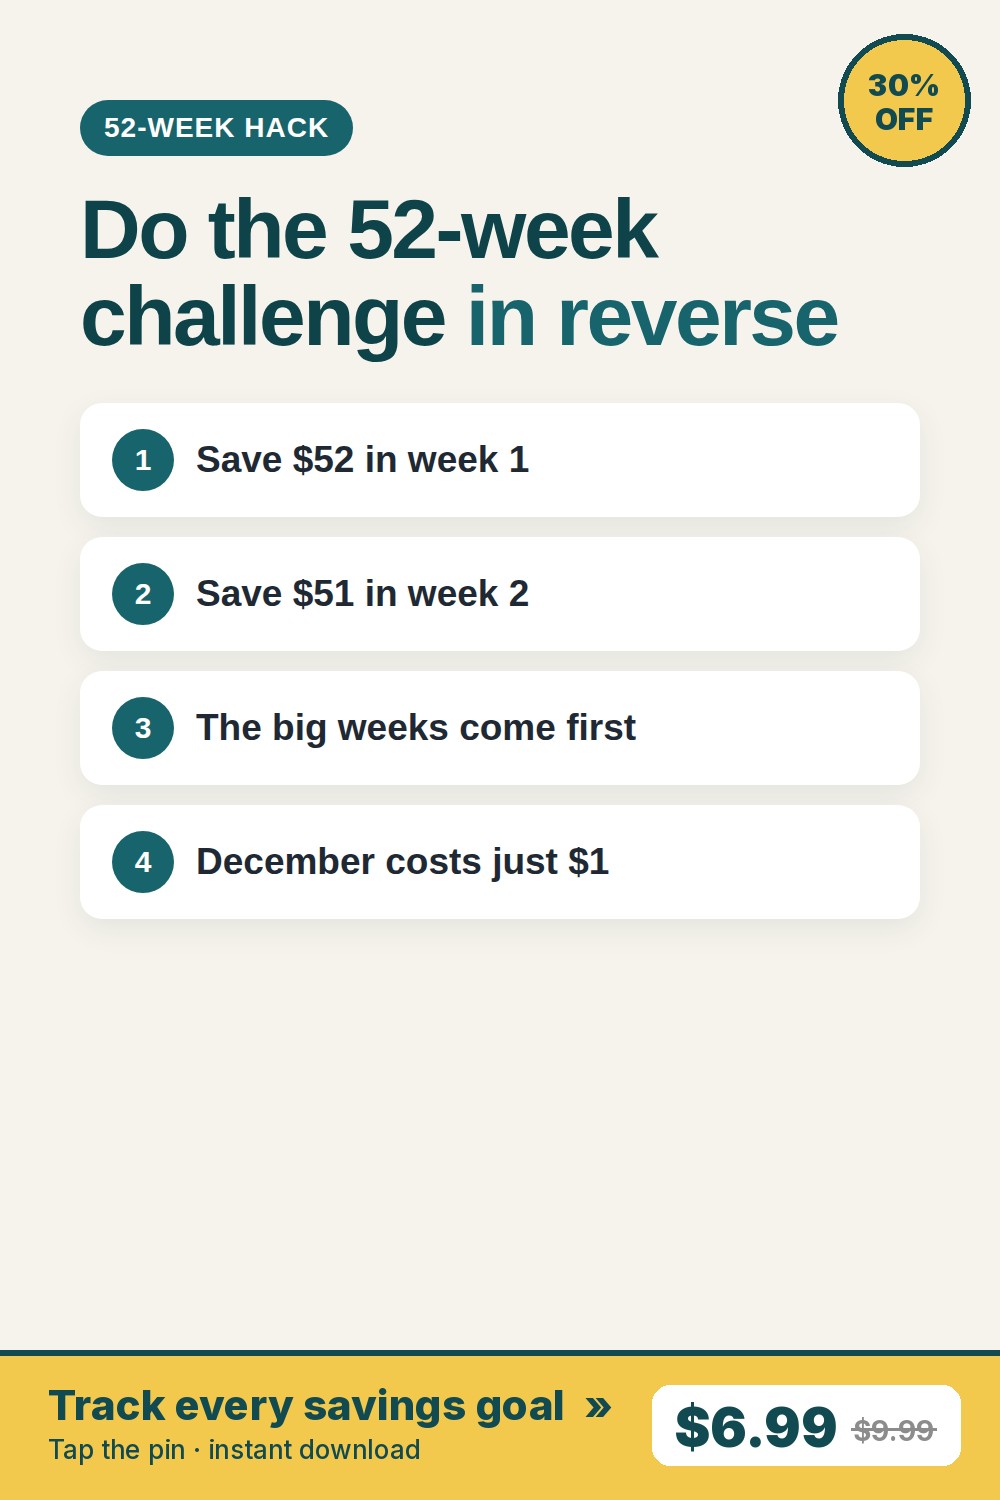 30%
OFF
52-WEEK HACK
Do the 52-week
challenge in reverse
1 Save $52 in week 1
2 Save $51 in week 2
3 The big weeks come first
4 December costs just $1
Track every savings goal »
Tap the pin · instant download
$6.99 $9.99